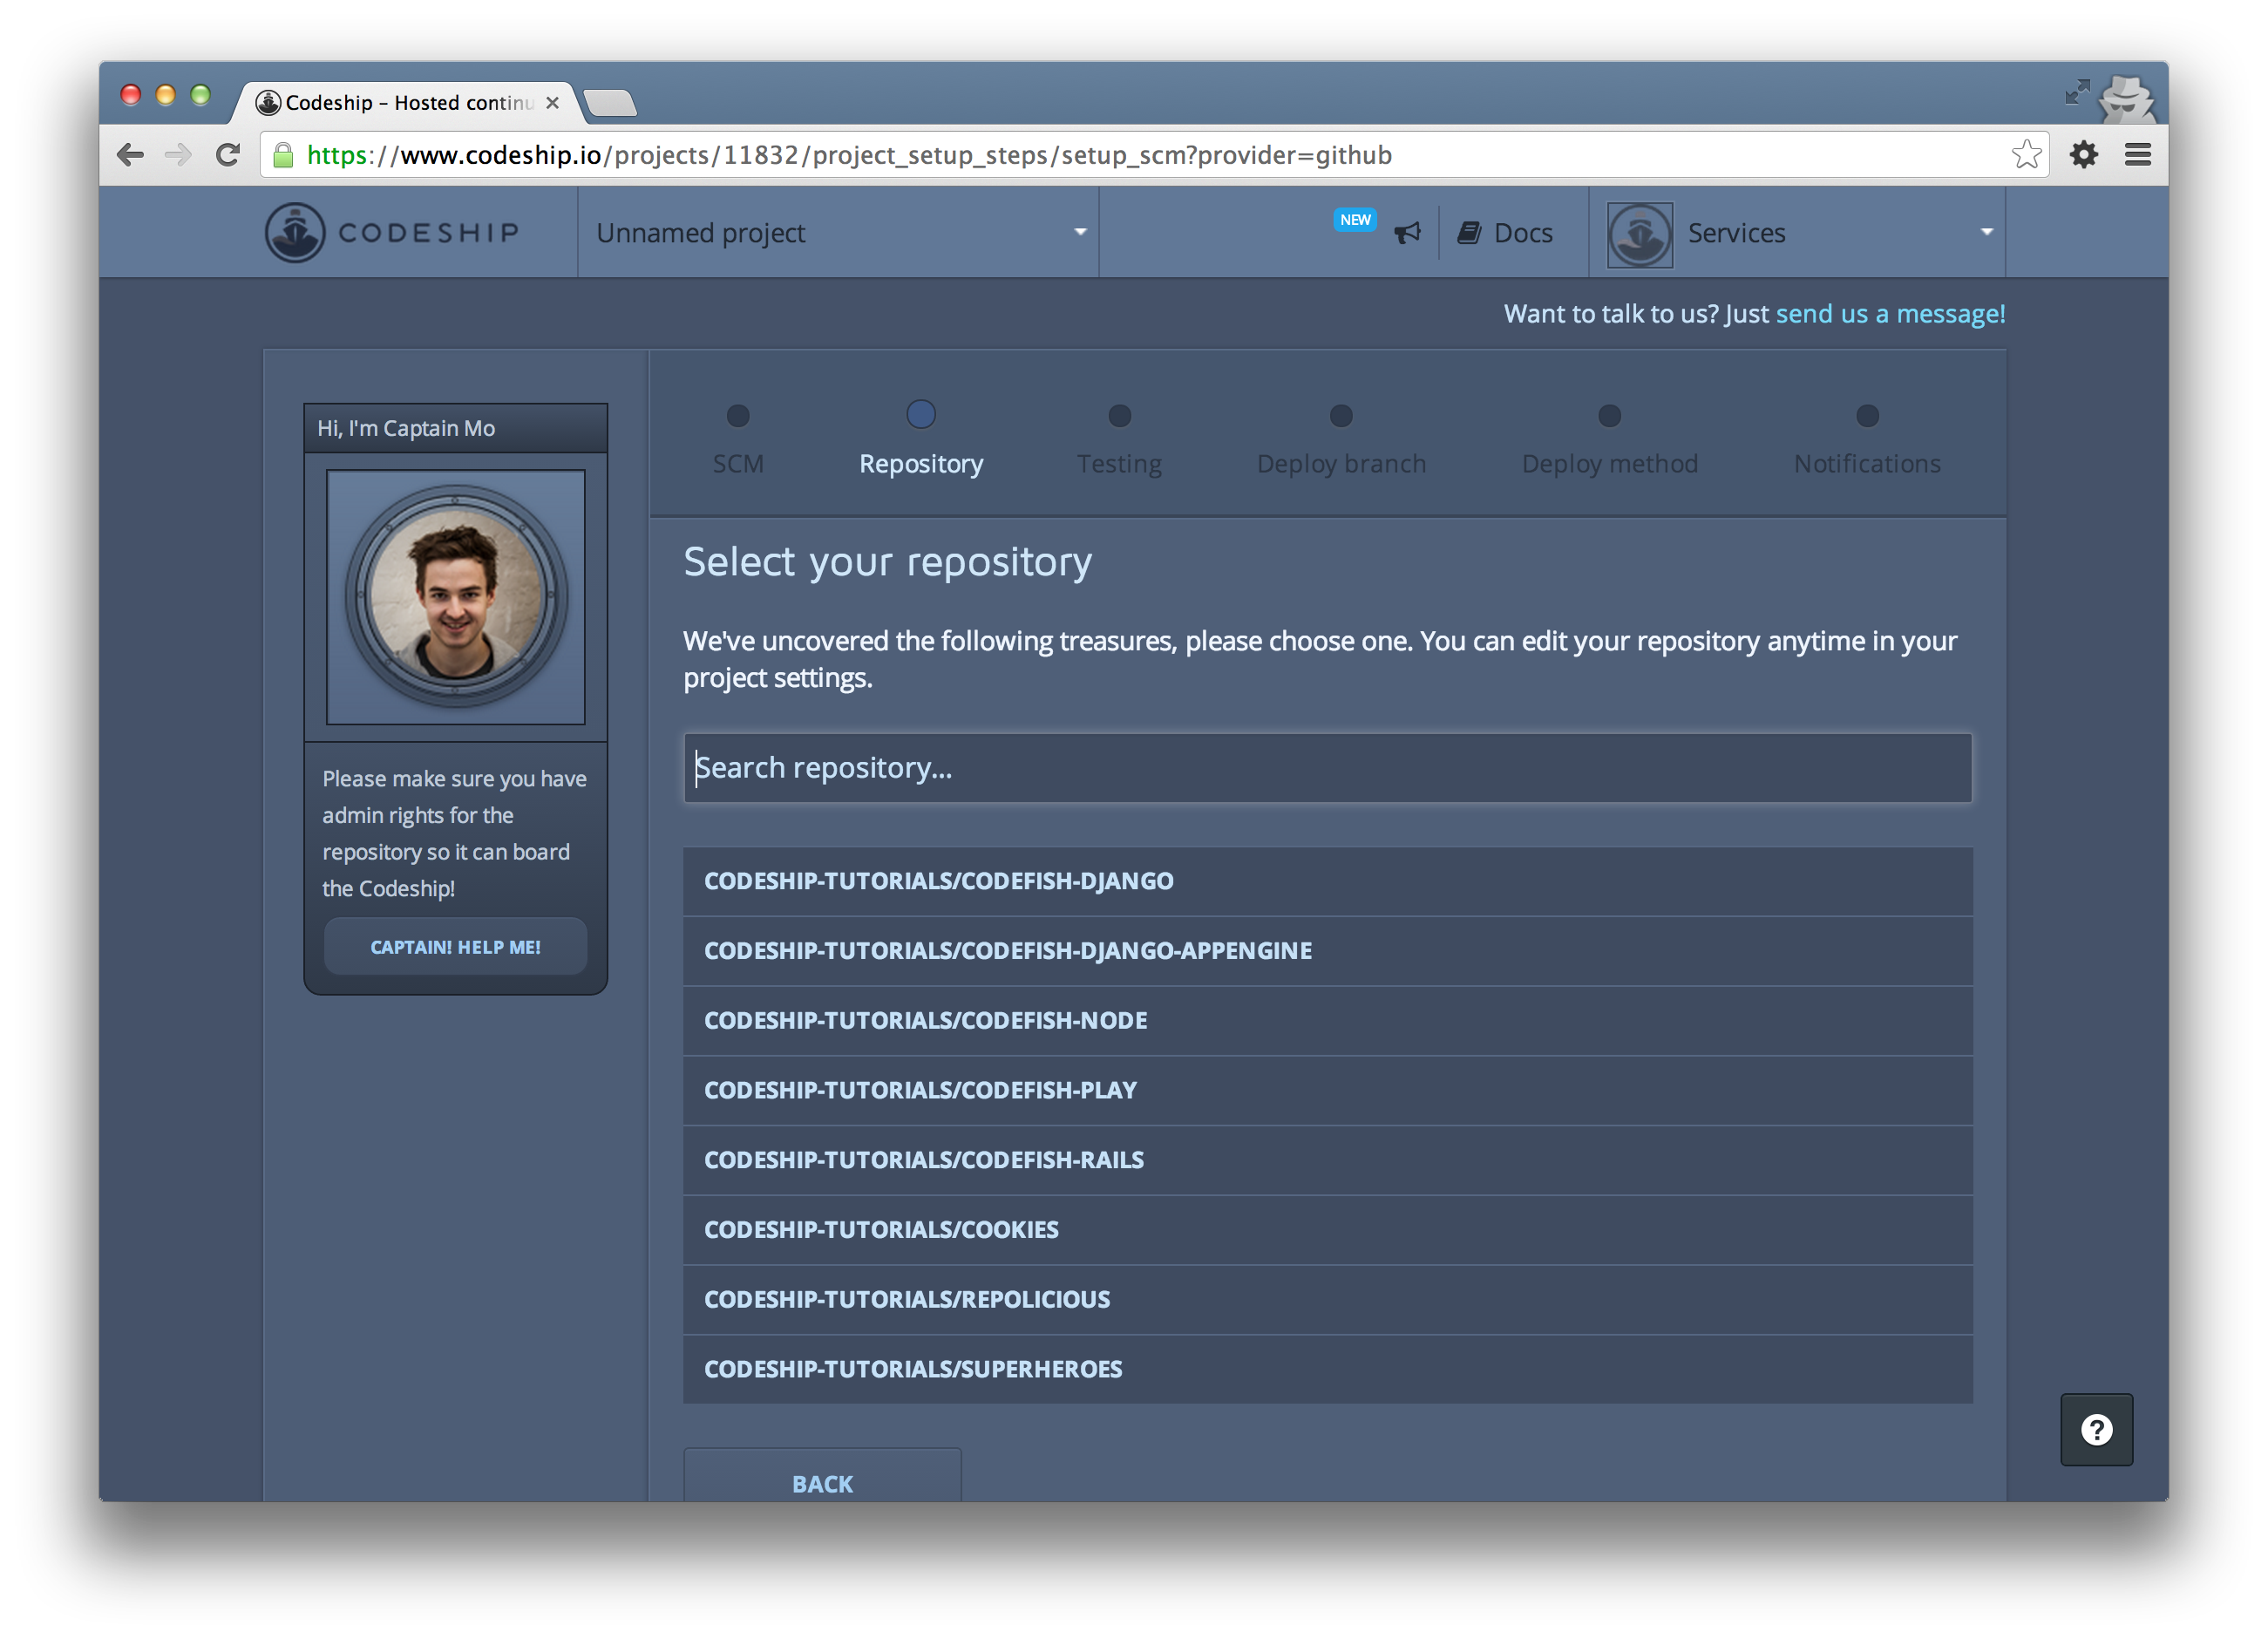 Codeship – Hosted continu
https://www.codeship.io/projects/11832/project_setup_steps/setup_scm?provider=github
CODESHIP
Unnamed project
NEW
Docs
Services
Want to talk to us? Just send us a message!
Hi, I'm Captain Mo
Please make sure you have
admin rights for the
repository so it can board
the Codeship!
CAPTAIN! HELP ME!
SCM
Repository
Testing
Deploy branch
Deploy method
Notifications
Select your repository
We've uncovered the following treasures, please choose one. You can edit your repository anytime in your
project settings.
Search repository...
CODESHIP-TUTORIALS/CODEFISH-DJANGO
CODESHIP-TUTORIALS/CODEFISH-DJANGO-APPENGINE
CODESHIP-TUTORIALS/CODEFISH-NODE
CODESHIP-TUTORIALS/CODEFISH-PLAY
CODESHIP-TUTORIALS/CODEFISH-RAILS
CODESHIP-TUTORIALS/COOKIES
CODESHIP-TUTORIALS/REPOLICIOUS
CODESHIP-TUTORIALS/SUPERHEROES
BACK
?